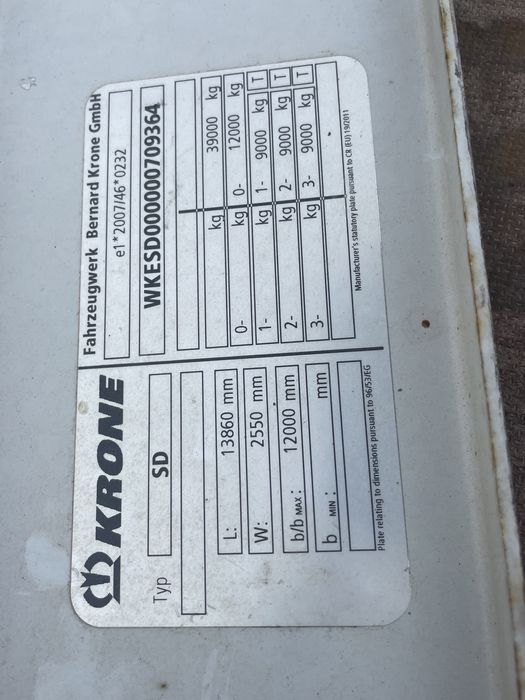 KRONE
Typ SD
L: 13860 mm
W: 2550 mm
b/b MAX : 12000 mm
b MIN : mm
Plate relating to dimensions pursuant to 96/53/EG
Fahrzeugwerk Bernard Krone GmbH
e1*2007/46*0232
WKESD000000709364
kg 39000 kg
0- kg 0- 12000 kg
1- kg 1- 9000 kg T
2- kg 2- 9000 kg T
3- kg 3- 9000 kg T
Manufacturer's statutory plate pursuant to CR (EU) 19/2011